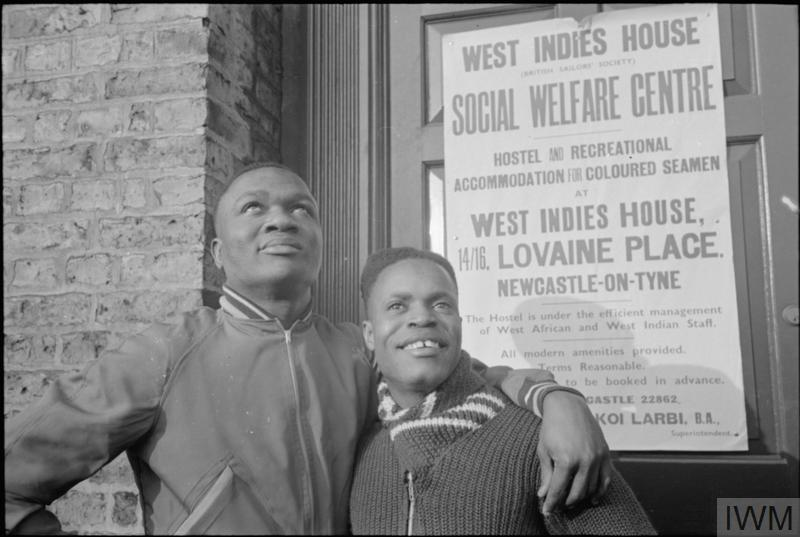 WEST INDIES HOUSE
(BRITISH SAILORS' SOCIETY)
SOCIAL WELFARE CENTRE
HOSTEL AND RECREATIONAL
ACCOMMODATION FOR COLOURED SEAMEN
AT
WEST INDIES HOUSE,
14/16, LOVAINE PLACE.
NEWCASTLE-ON-TYNE
The Hostel is under the efficient management
of West African and West Indian Staff.
All modern amenities provided.
Terms Reasonable.
to be booked in advance.
CASTLE 22862.
KOI LARBI, B.A.,
Superintendent.
IWM